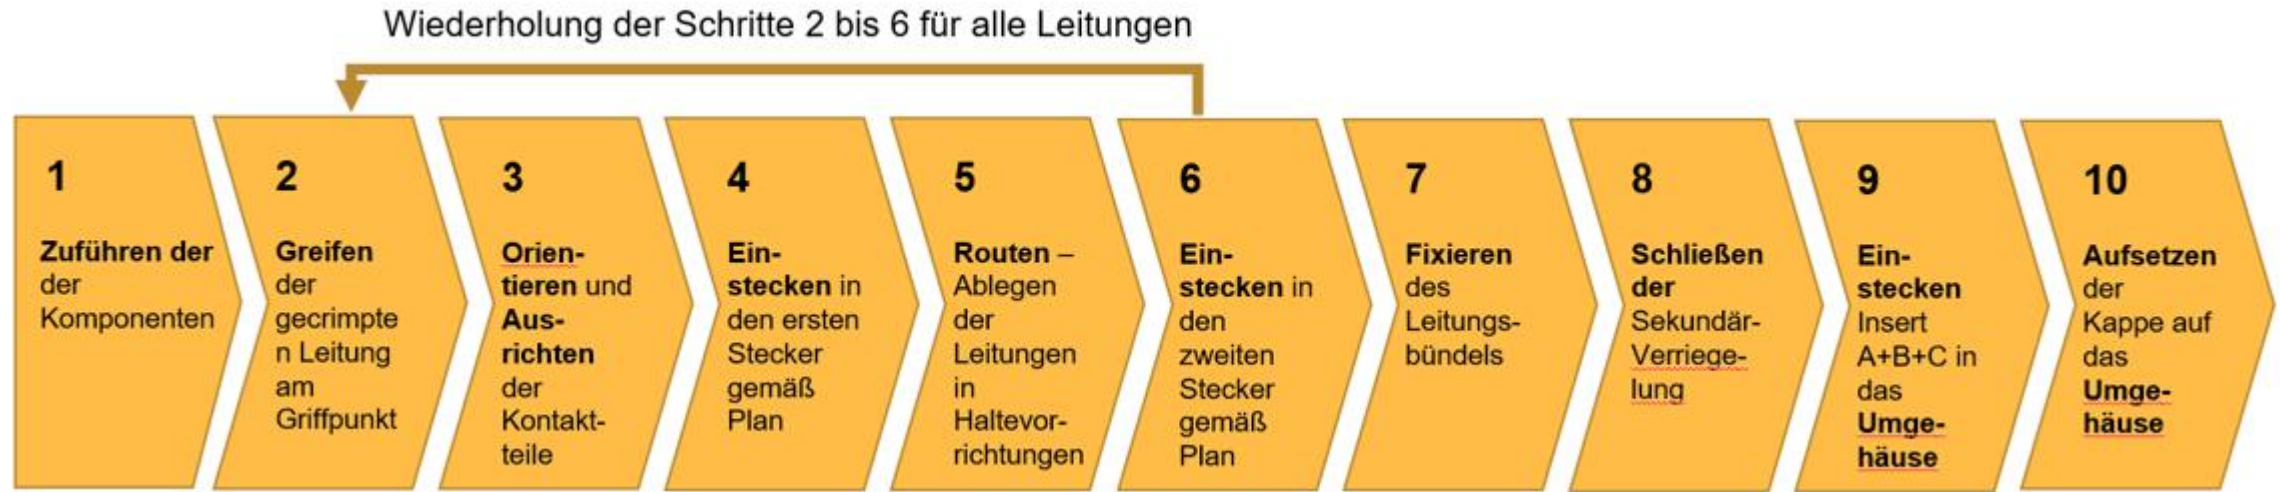 Wiederholung der Schritte 2 bis 6 für alle Leitungen
1
Zuführen der
der
Komponenten
2
Greifen
der
gecrimpte
n Leitung
am
Griffpunkt
3
Orien-
tieren und
Aus-
richten
der
Kontakt-
teile
4
Ein-
stecken in
den ersten
Stecker
gemäß
Plan
5
Routen –
Ablegen
der
Leitungen
in
Haltevor-
richtungen
6
Ein-
stecken in
den
zweiten
Stecker
gemäß
Plan
7
Fixieren
des
Leitungs-
bündels
8
Schließen
der
Sekundär-
Verriege-
lung
9
Ein-
stecken
Insert
A+B+C in
das
Umge-
häuse
10
Aufsetzen
der
Kappe auf
das
Umge-
häuse